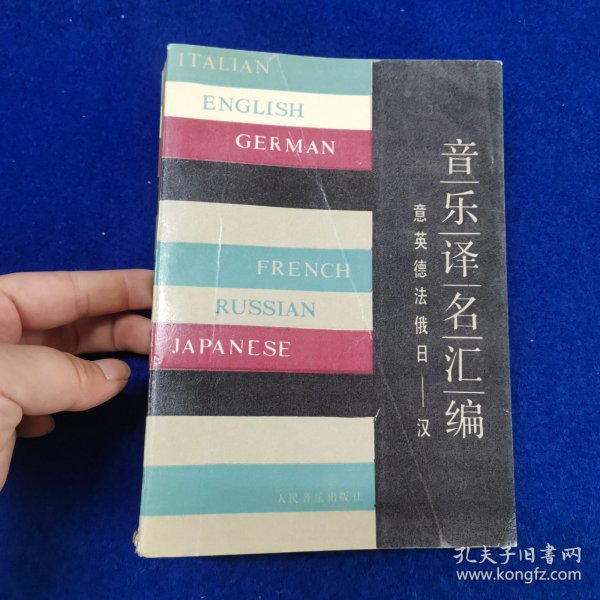 ITALIAN
ENGLISH
GERMAN
FRENCH
RUSSIAN
JAPANESE
音乐译名汇编
意英德法俄日——汉
人民音乐出版社
孔夫子旧书网
www.kongfz.com